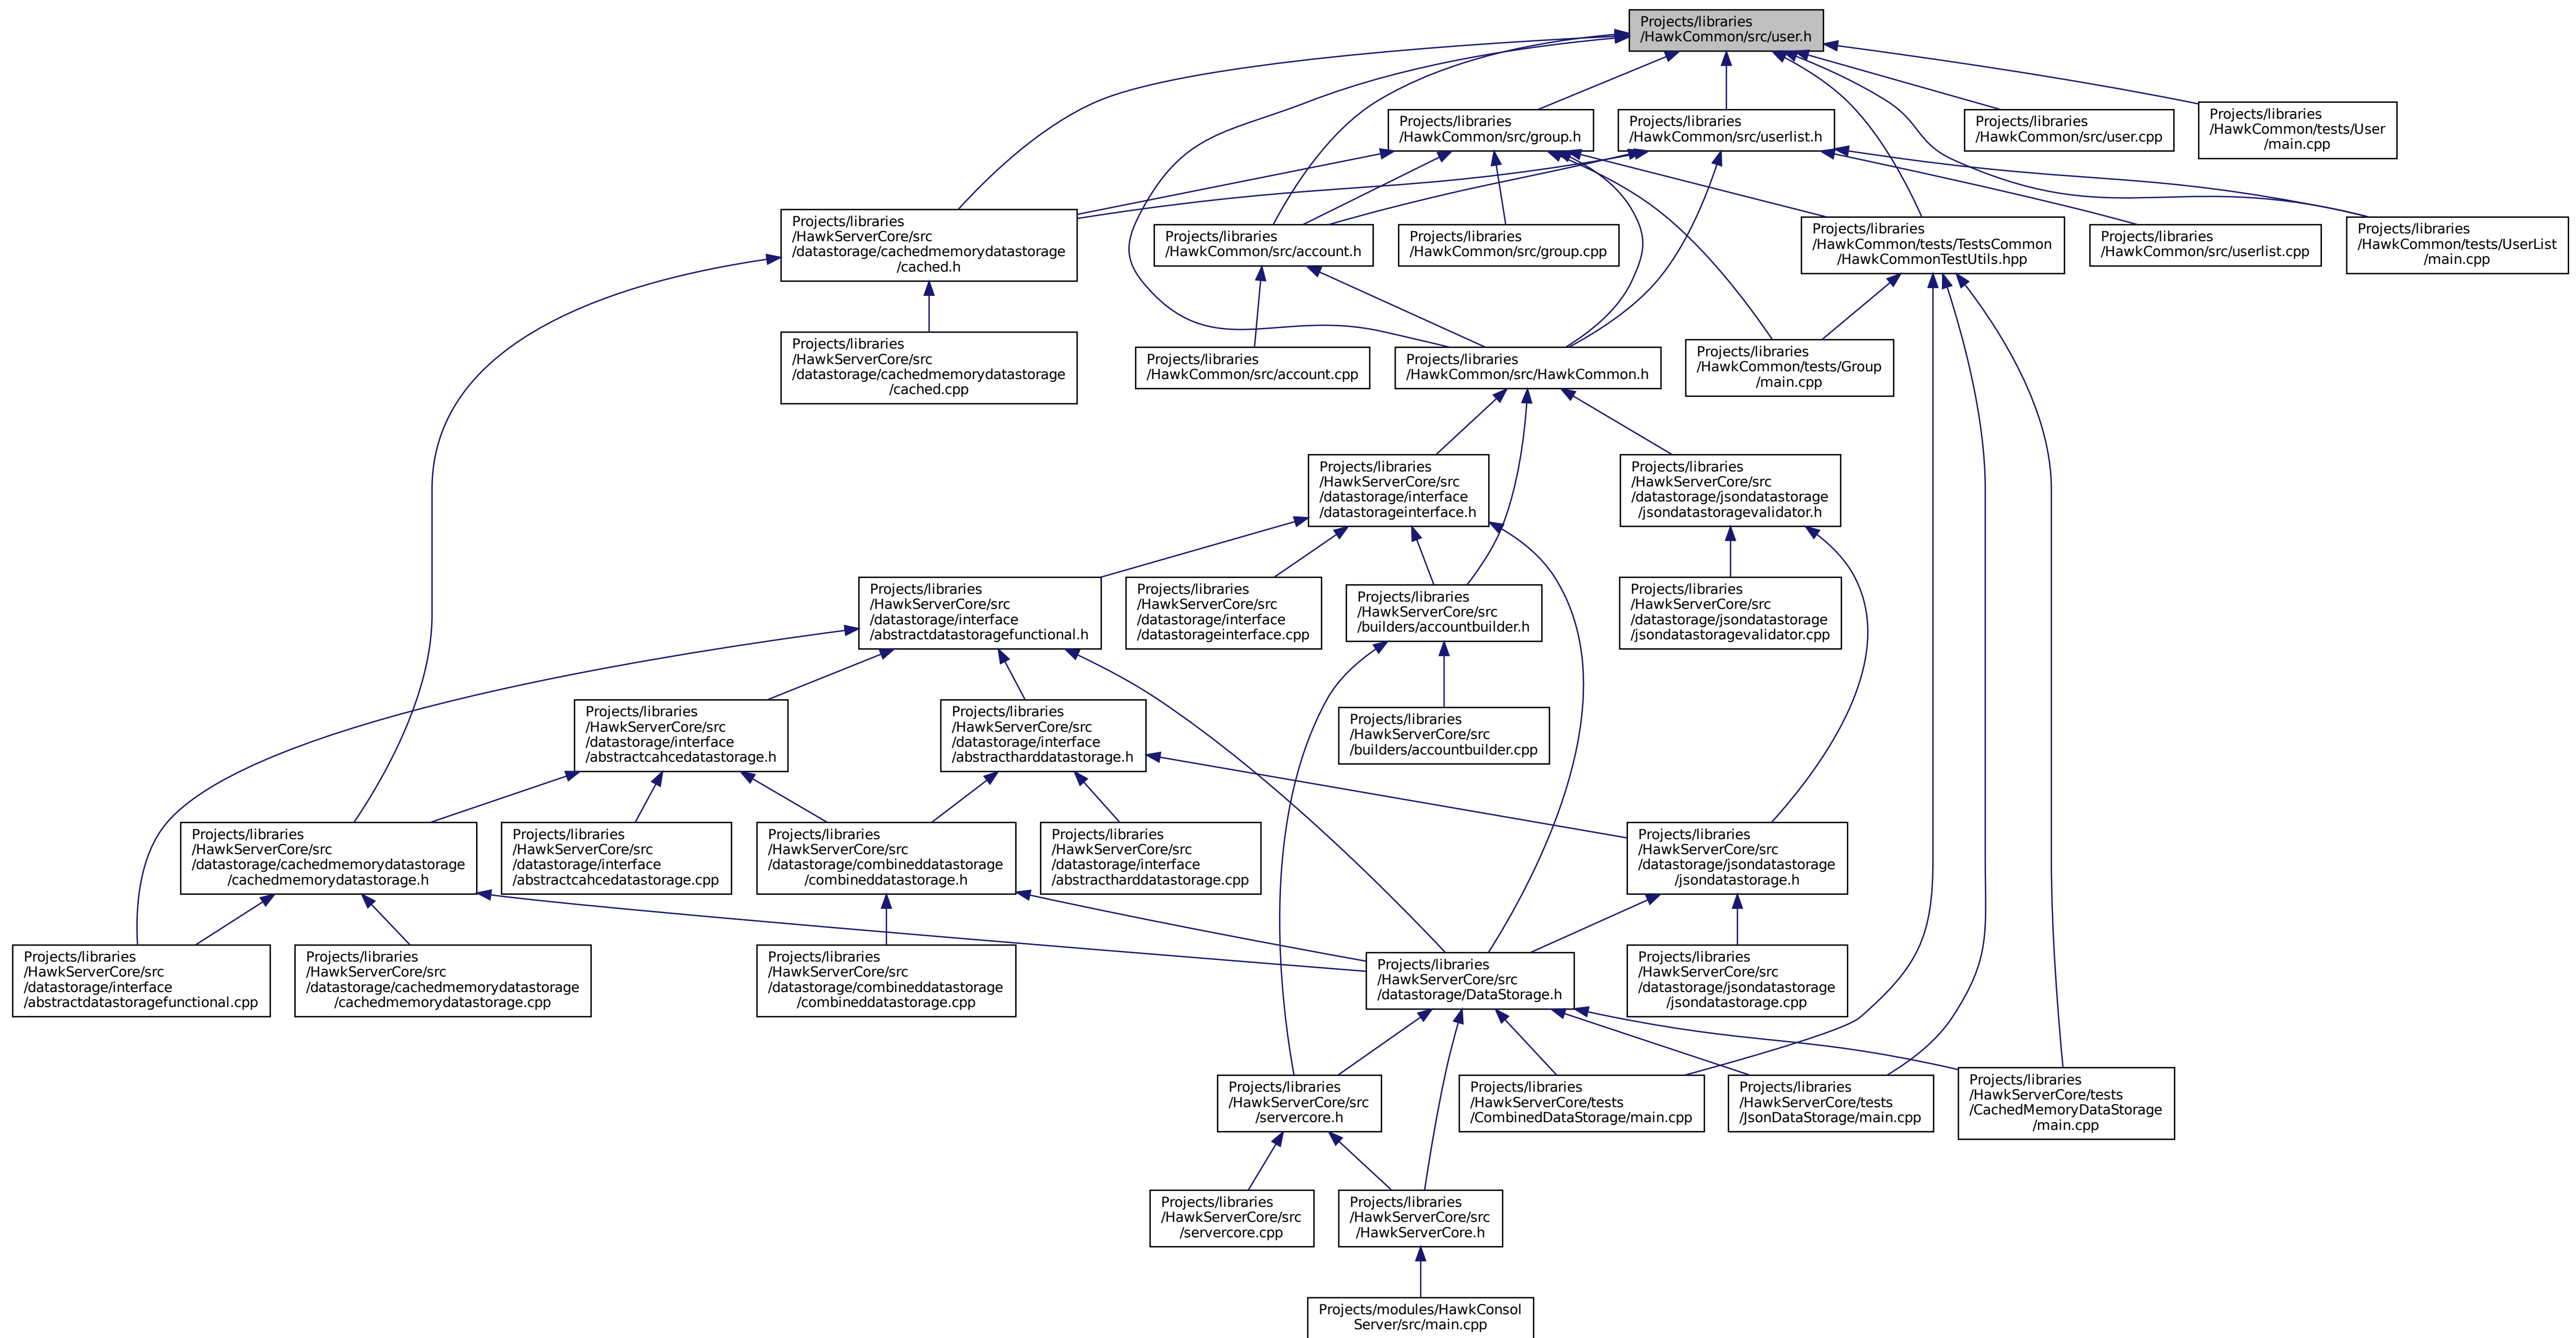 Projects/libraries
/HawkCommon/src/user.h
Projects/libraries
/HawkCommon/src/group.h
Projects/libraries
/HawkCommon/src/userlist.h
Projects/libraries
/HawkCommon/src/user.cpp
Projects/libraries
/HawkCommon/tests/User
/main.cpp
Projects/libraries
/HawkServerCore/src
/datastorage/cachedmemorydatastorage
/cached.h
Projects/libraries
/HawkCommon/src/account.h
Projects/libraries
/HawkCommon/src/group.cpp
Projects/libraries
/HawkCommon/tests/TestsCommon
/HawkCommonTestUtils.hpp
Projects/libraries
/HawkCommon/src/userlist.cpp
Projects/libraries
/HawkCommon/tests/UserList
/main.cpp
Projects/libraries
/HawkServerCore/src
/datastorage/cachedmemorydatastorage
/cached.cpp
Projects/libraries
/HawkCommon/src/account.cpp
Projects/libraries
/HawkCommon/src/HawkCommon.h
Projects/libraries
/HawkCommon/tests/Group
/main.cpp
Projects/libraries
/HawkServerCore/src
/datastorage/interface
/datastorageinterface.h
Projects/libraries
/HawkServerCore/src
/datastorage/jsondatastorage
/jsondatastoragevalidator.h
Projects/libraries
/HawkServerCore/src
/datastorage/interface
/abstractdatastoragefunctional.h
Projects/libraries
/HawkServerCore/src
/datastorage/interface
/datastorageinterface.cpp
Projects/libraries
/HawkServerCore/src
/builders/accountbuilder.h
Projects/libraries
/HawkServerCore/src
/datastorage/jsondatastorage
/jsondatastoragevalidator.cpp
Projects/libraries
/HawkServerCore/src
/datastorage/interface
/abstractcahcedatastorage.h
Projects/libraries
/HawkServerCore/src
/datastorage/interface
/abstractharddatastorage.h
Projects/libraries
/HawkServerCore/src
/builders/accountbuilder.cpp
Projects/libraries
/HawkServerCore/src
/datastorage/cachedmemorydatastorage
/cachedmemorydatastorage.h
Projects/libraries
/HawkServerCore/src
/datastorage/interface
/abstractcahcedatastorage.cpp
Projects/libraries
/HawkServerCore/src
/datastorage/combineddatastorage
/combineddatastorage.h
Projects/libraries
/HawkServerCore/src
/datastorage/interface
/abstractharddatastorage.cpp
Projects/libraries
/HawkServerCore/src
/datastorage/jsondatastorage
/jsondatastorage.h
Projects/libraries
/HawkServerCore/src
/datastorage/interface
/abstractdatastoragefunctional.cpp
Projects/libraries
/HawkServerCore/src
/datastorage/cachedmemorydatastorage
/cachedmemorydatastorage.cpp
Projects/libraries
/HawkServerCore/src
/datastorage/combineddatastorage
/combineddatastorage.cpp
Projects/libraries
/HawkServerCore/src
/datastorage/DataStorage.h
Projects/libraries
/HawkServerCore/src
/datastorage/jsondatastorage
/jsondatastorage.cpp
Projects/libraries
/HawkServerCore/src
/servercore.h
Projects/libraries
/HawkServerCore/tests
/CombinedDataStorage/main.cpp
Projects/libraries
/HawkServerCore/tests
/JsonDataStorage/main.cpp
Projects/libraries
/HawkServerCore/tests
/CachedMemoryDataStorage
/main.cpp
Projects/libraries
/HawkServerCore/src
/servercore.cpp
Projects/libraries
/HawkServerCore/src
/HawkServerCore.h
Projects/modules/HawkConsol
Server/src/main.cpp